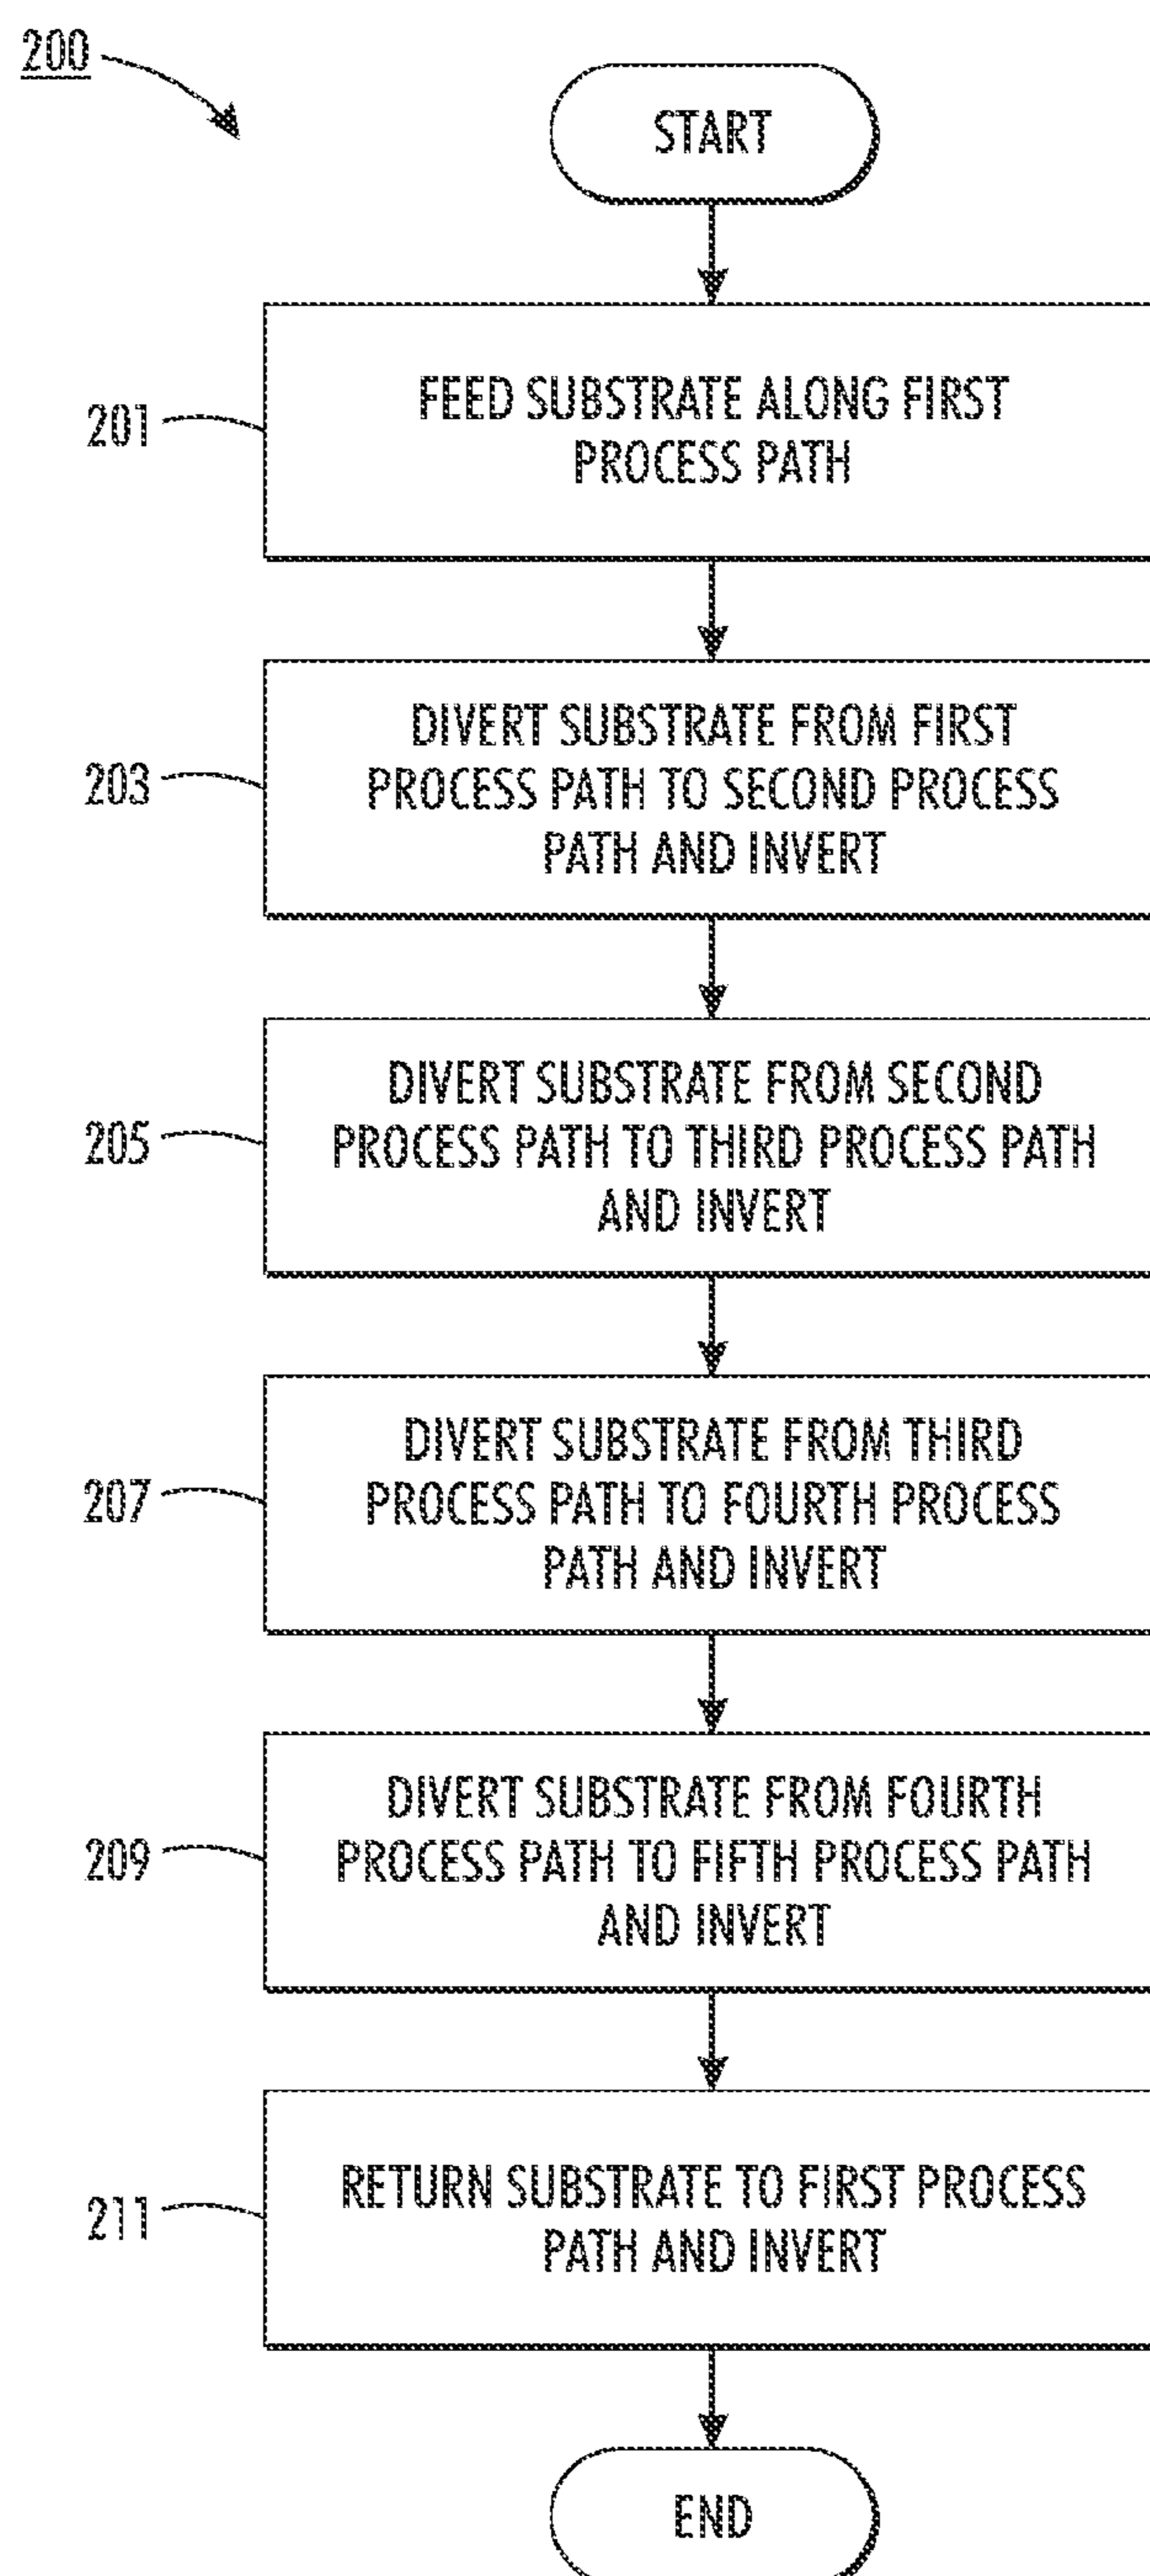 200
START
201
FEED SUBSTRATE ALONG FIRST
PROCESS PATH
203
DIVERT SUBSTRATE FROM FIRST
PROCESS PATH TO SECOND PROCESS
PATH AND INVERT
205
DIVERT SUBSTRATE FROM SECOND
PROCESS PATH TO THIRD PROCESS PATH
AND INVERT
207
DIVERT SUBSTRATE FROM THIRD
PROCESS PATH TO FOURTH PROCESS
PATH AND INVERT
209
DIVERT SUBSTRATE FROM FOURTH
PROCESS PATH TO FIFTH PROCESS PATH
AND INVERT
211
RETURN SUBSTRATE TO FIRST PROCESS
PATH AND INVERT
END